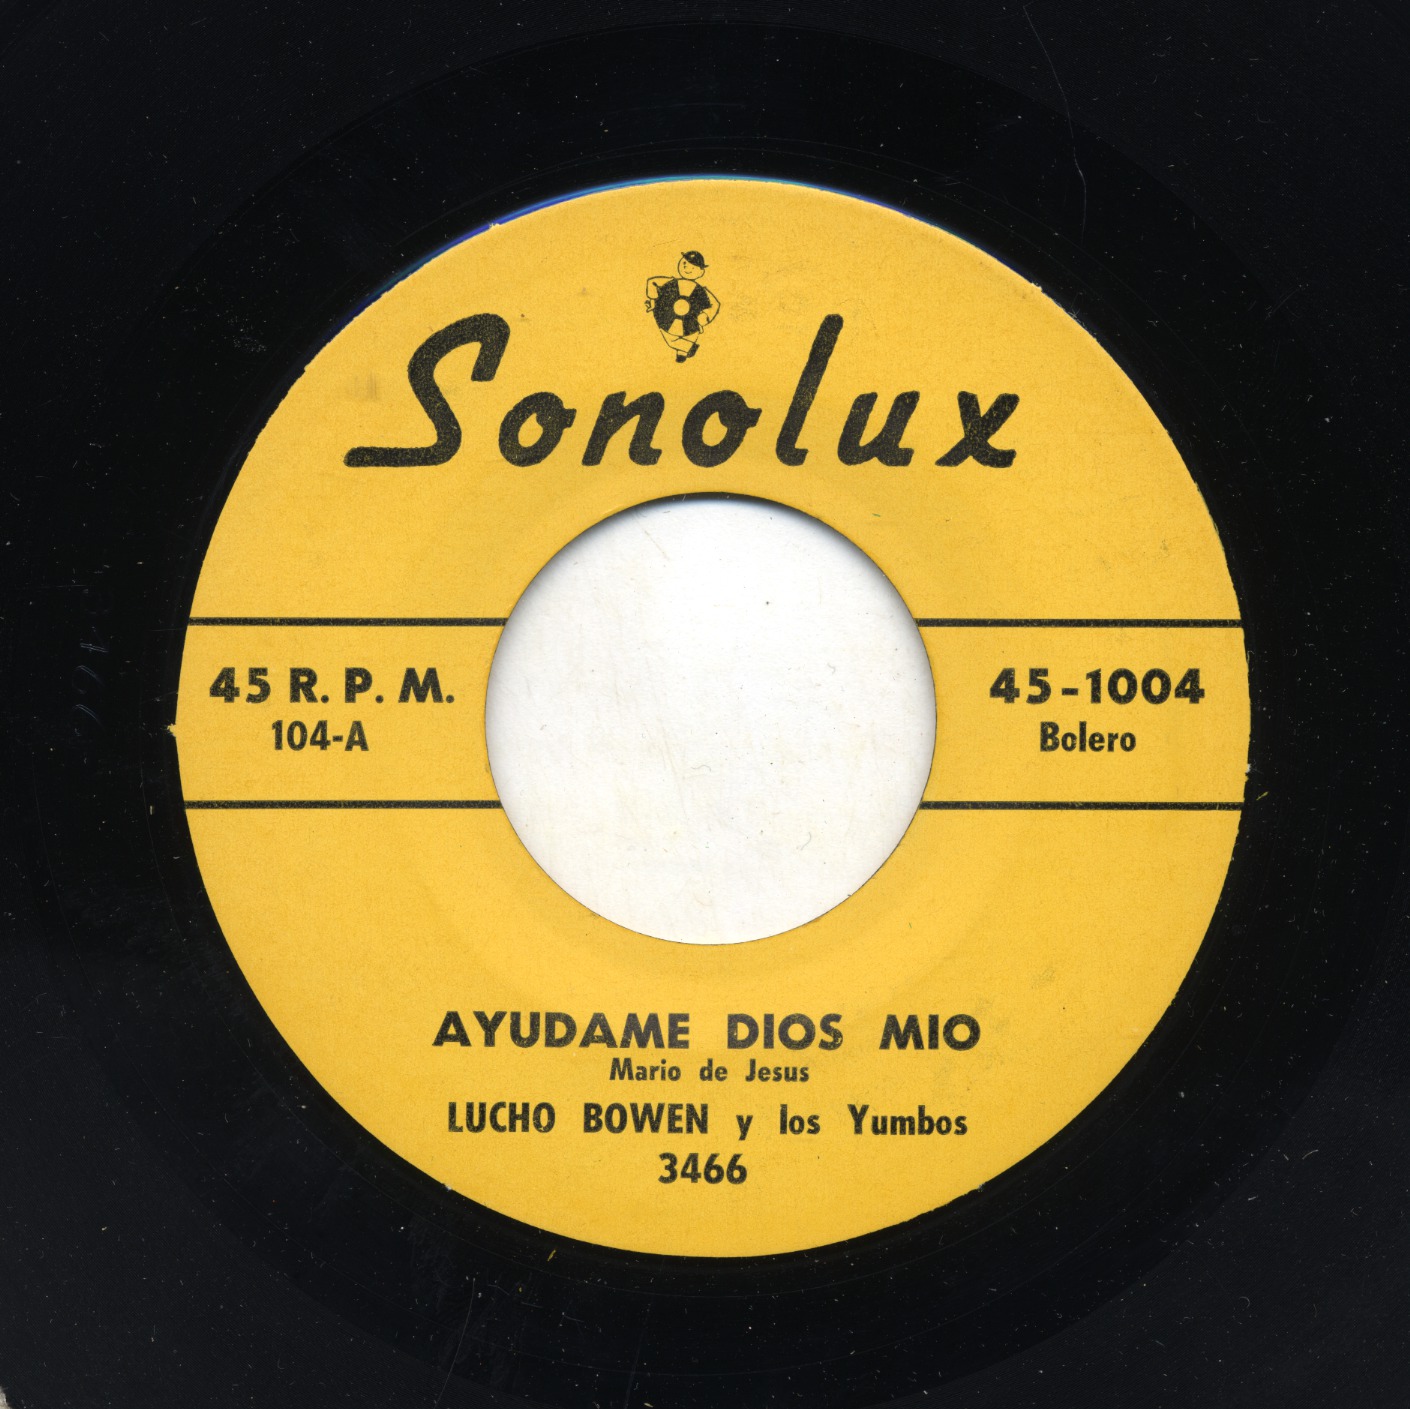 Sonolux
45 R. P. M.
104-A
45-1004
Bolero
AYUDAME DIOS MIO
Mario de Jesus
LUCHO BOWEN y los Yumbos
3466